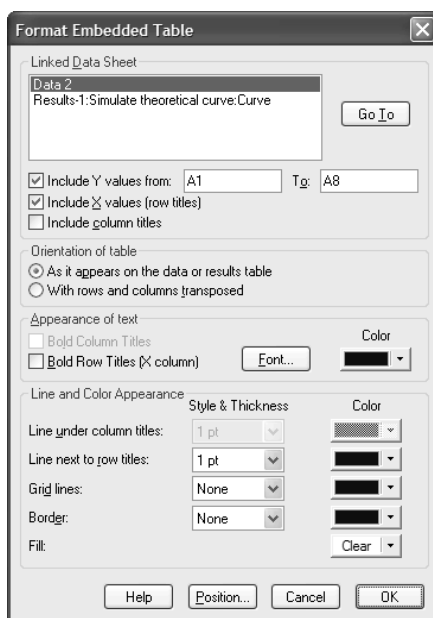 Format Embedded Table
Linked Data Sheet
Data 2
Results-1:Simulate theoretical curve:Curve
Go To
Include Y values from: A1 To: A8
Include X values (row titles)
Include column titles
Orientation of table
As it appears on the data or results table
With rows and columns transposed
Appearance of text
Bold Column Titles
Color
Bold Row Titles (X column) Font...
Line and Color Appearance
Style & Thickness Color
Line under column titles: 1 pt
Line next to row titles: 1 pt
Grid lines: None
Border: None
Fill: Clear
Help Position... Cancel OK